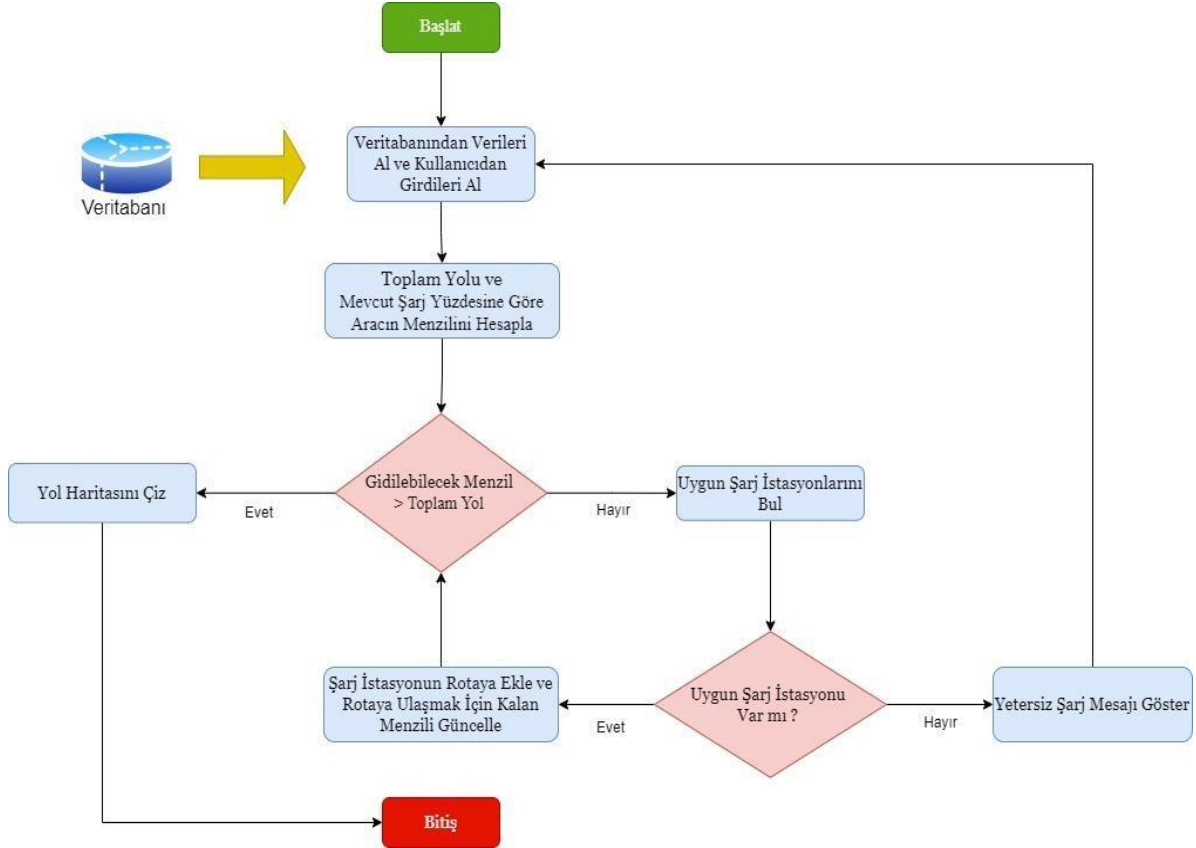 Başlat
Veritabanından Verileri
Al ve Kullanıcıdan
Girdileri Al
Veritabanı
Toplam Yolu ve
Mevcut Şarj Yüzdesine Göre
Aracın Menzilini Hesapla
Gidilebilecek Menzil
> Toplam Yol
Evet
Yol Haritasını Çiz
Hayır
Uygun Şarj İstasyonlarını
Bul
Uygun Şarj İstasyonu
Var mı ?
Evet
Şarj İstasyonun Rotaya Ekle ve
Rotaya Ulaşmak İçin Kalan
Menzili Güncelle
Hayır
Yetersiz Şarj Mesajı Göster
Bitiş